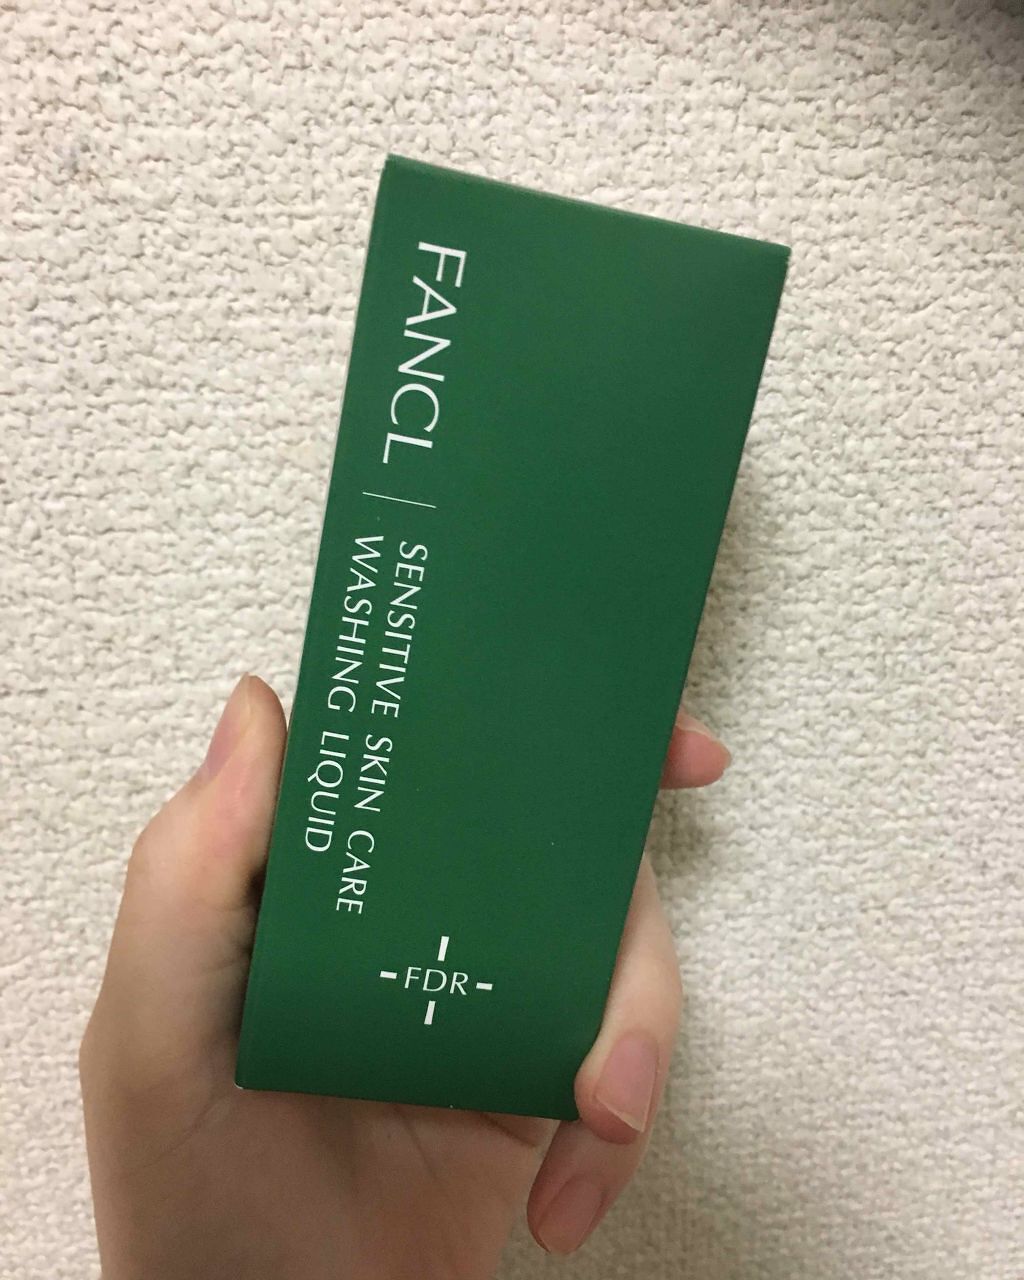 FANCL
SENSITIVE SKIN CARE
WASHING LIQUID
FDR